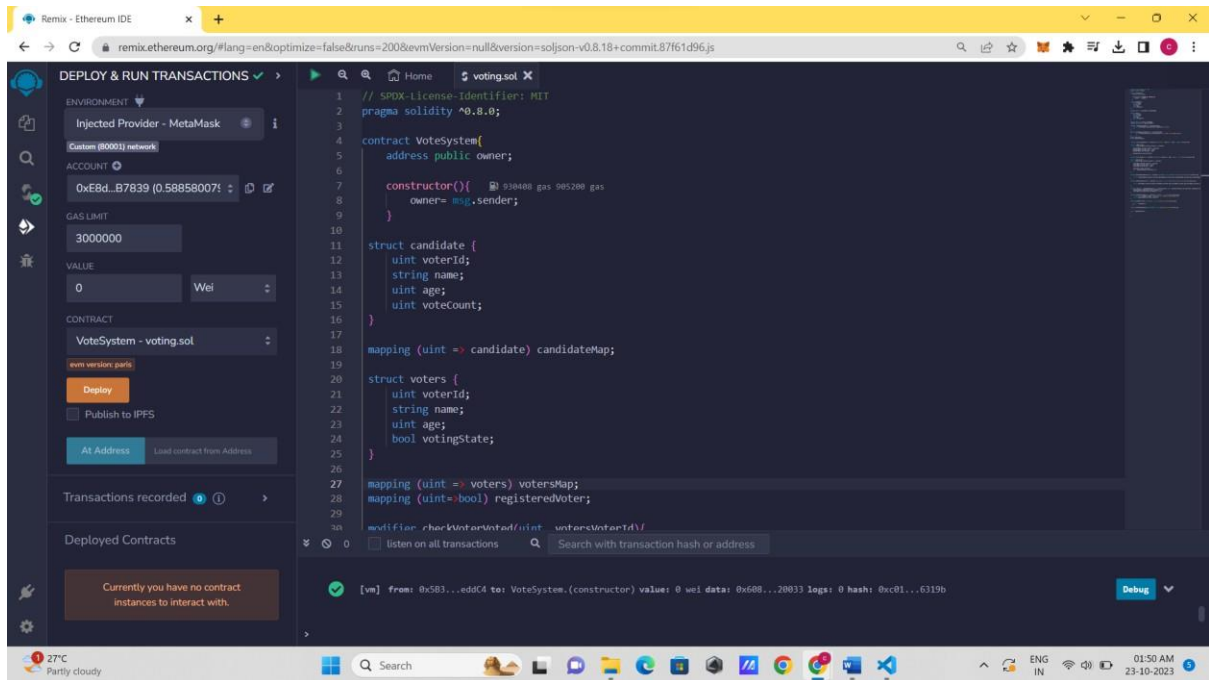 Remix - Ethereum IDE
remix.ethereum.org/#lang=en&optimize=false&runs=200&evmVersion=null&version=soljson-v0.8.18+commit.87f61d96.js
DEPLOY & RUN TRANSACTIONS
ENVIRONMENT
Injected Provider - MetaMask
Custom (80001) network
ACCOUNT
0xEBd...B7839 (0.58858007
GAS LIMIT
3000000
VALUE
0 Wei
CONTRACT
VoteSystem - voting.sol
evm version: paris
Deploy
Publish to IPFS
At Address Load contract from Address
Transactions recorded 0 i
Deployed Contracts
Currently you have no contract
instances to interact with.
Home voting.sol
1 // SPDX-License-Identifier: MIT
2 pragma solidity ^0.8.0;
3
4 contract VoteSystem{
5 address public owner;
6
7 constructor(){ 930408 gas 905200 gas
8 owner= msg.sender;
9 }
10
11 struct candidate {
12 uint voterId;
13 string name;
14 uint age;
15 uint voteCount;
16 }
17
18 mapping (uint => candidate) candidateMap;
19
20 struct voters {
21 uint voterId;
22 string name;
23 uint age;
24 bool votingState;
25 }
26
27 mapping (uint => voters) votersMap;
28 mapping (uint=>bool) registeredVoter;
29
30 modifier checkVoterVoted(uint _votersVoterId){
0 listen on all transactions Search with transaction hash or address
[vm] from: 0x5B3...eddC4 to: VoteSystem.(constructor) value: 0 wei data: 0x608...20033 logs: 0 hash: 0xc01...6319b Debug
>
27°C
Partly cloudy
Search
ENG
IN
01:50 AM
23-10-2023
5